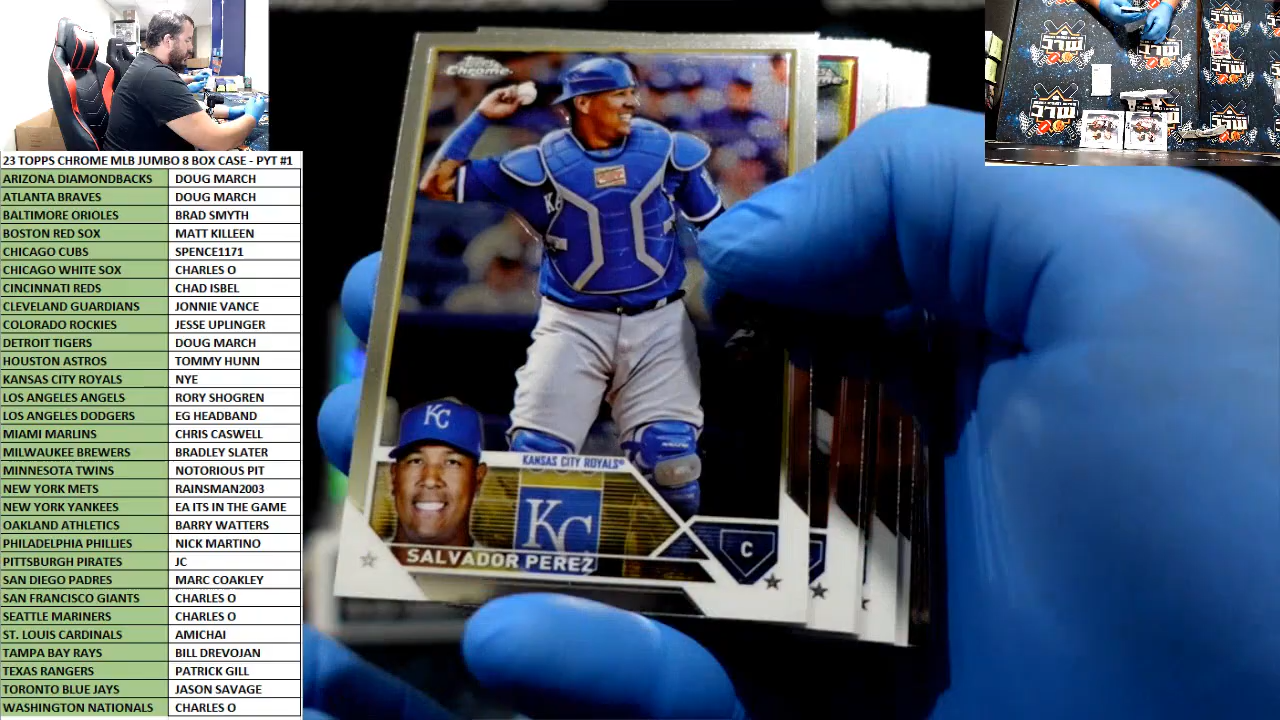 23 TOPPS CHROME MLB JUMBO 8 BOX CASE - PYT #1
ARIZONA DIAMONDBACKS DOUG MARCH
ATLANTA BRAVES DOUG MARCH
BALTIMORE ORIOLES BRAD SMYTH
BOSTON RED SOX MATT KILLEEN
CHICAGO CUBS SPENCE1171
CHICAGO WHITE SOX CHARLES O
CINCINNATI REDS CHAD ISBEL
CLEVELAND GUARDIANS JONNIE VANCE
COLORADO ROCKIES JESSE UPLINGER
DETROIT TIGERS DOUG MARCH
HOUSTON ASTROS TOMMY HUNN
KANSAS CITY ROYALS NYE
LOS ANGELES ANGELS RORY SHOGREN
LOS ANGELES DODGERS EG HEADBAND
MIAMI MARLINS CHRIS CASWELL
MILWAUKEE BREWERS BRADLEY SLATER
MINNESOTA TWINS NOTORIOUS PIT
NEW YORK METS RAINSMAN2003
NEW YORK YANKEES EA ITS IN THE GAME
OAKLAND ATHLETICS BARRY WATTERS
PHILADELPHIA PHILLIES NICK MARTINO
PITTSBURGH PIRATES JC
SAN DIEGO PADRES MARC COAKLEY
SAN FRANCISCO GIANTS CHARLES O
SEATTLE MARINERS CHARLES O
ST. LOUIS CARDINALS AMICHAI
TAMPA BAY RAYS BILL DREVOJAN
TEXAS RANGERS PATRICK GILL
TORONTO BLUE JAYS JASON SAVAGE
WASHINGTON NATIONALS CHARLES O
Topps
Chrome
KC
KANSAS CITY ROYALS®
KC
C
SALVADOR PEREZ